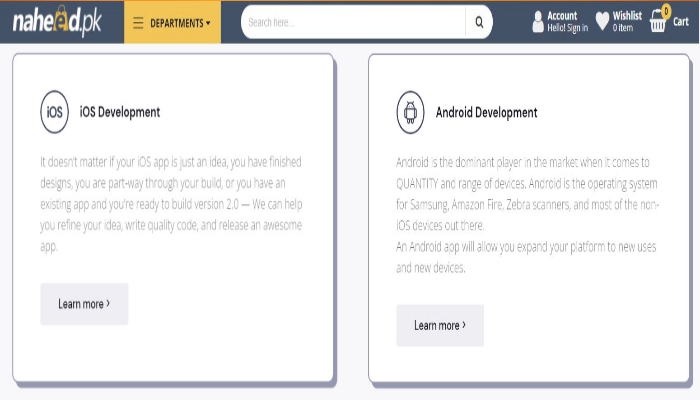 naheed.pk
DEPARTMENTS
Search here...
Account
Hello! Sign in
Wishlist
0 item
0
Cart
iOS
iOS Development
It doesn't matter if your iOS app is just an idea, you have finished
designs, you are part-way through your build, or you have an
existing app and you're ready to build version 2.0 — We can help
you refine your idea, write quality code, and release an awesome
app.
Learn more ›
Android Development
Android is the dominant player in the market when it comes to
QUANTITY and range of devices. Android is the operating system
for Samsung, Amazon Fire, Zebra scanners, and most of the non-
iOS devices out there.
An Android app will allow you expand your platform to new uses
and new devices.
Learn more ›